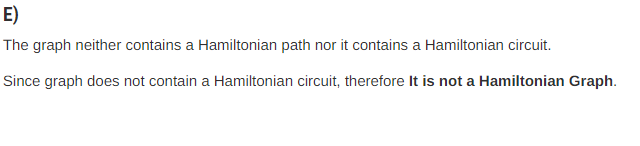 E)
The graph neither contains a Hamiltonian path nor it contains a Hamiltonian circuit.
Since graph does not contain a Hamiltonian circuit, therefore It is not a Hamiltonian Graph.